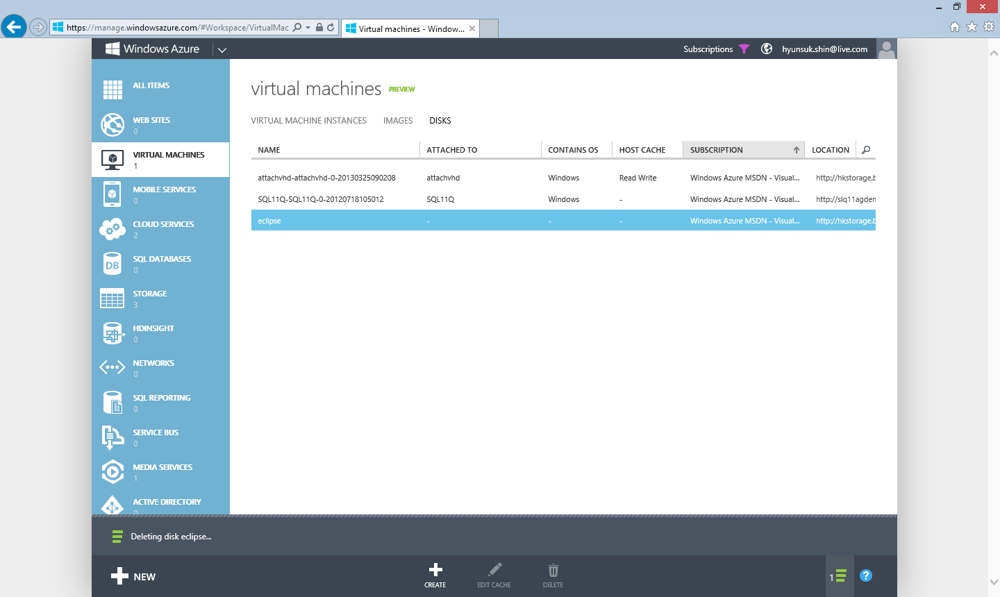 https://manage.windowsazure.com/#Workspace/VirtualMac
Virtual machines - Window...
Windows Azure
Subscriptions
hyunsuk.shin@live.com
ALL ITEMS
WEB SITES
0
VIRTUAL MACHINES
1
MOBILE SERVICES
0
CLOUD SERVICES
2
SQL DATABASES
0
DB
STORAGE
3
HDINSIGHT
0
NETWORKS
0
SQL REPORTING
0
SERVICE BUS
0
MEDIA SERVICES
1
ACTIVE DIRECTORY
0
virtual machines PREVIEW
VIRTUAL MACHINE INSTANCES IMAGES DISKS
NAME ATTACHED TO CONTAINS OS HOST CACHE SUBSCRIPTION LOCATION
attachvhd-attachvhd-0-20130325090208 attachvhd Windows Read Write Windows Azure MSDN - Visual... http://hkstorage.b
SQL11Q-SQL11Q-0-20120718105012 SQL11Q Windows - Windows Azure MSDN - Visual... http://slq11agden
eclipse - - - Windows Azure MSDN - Visual... http://hkstorage.b
Deleting disk eclipse...
NEW
CREATE
EDIT CACHE
DELETE
1
?